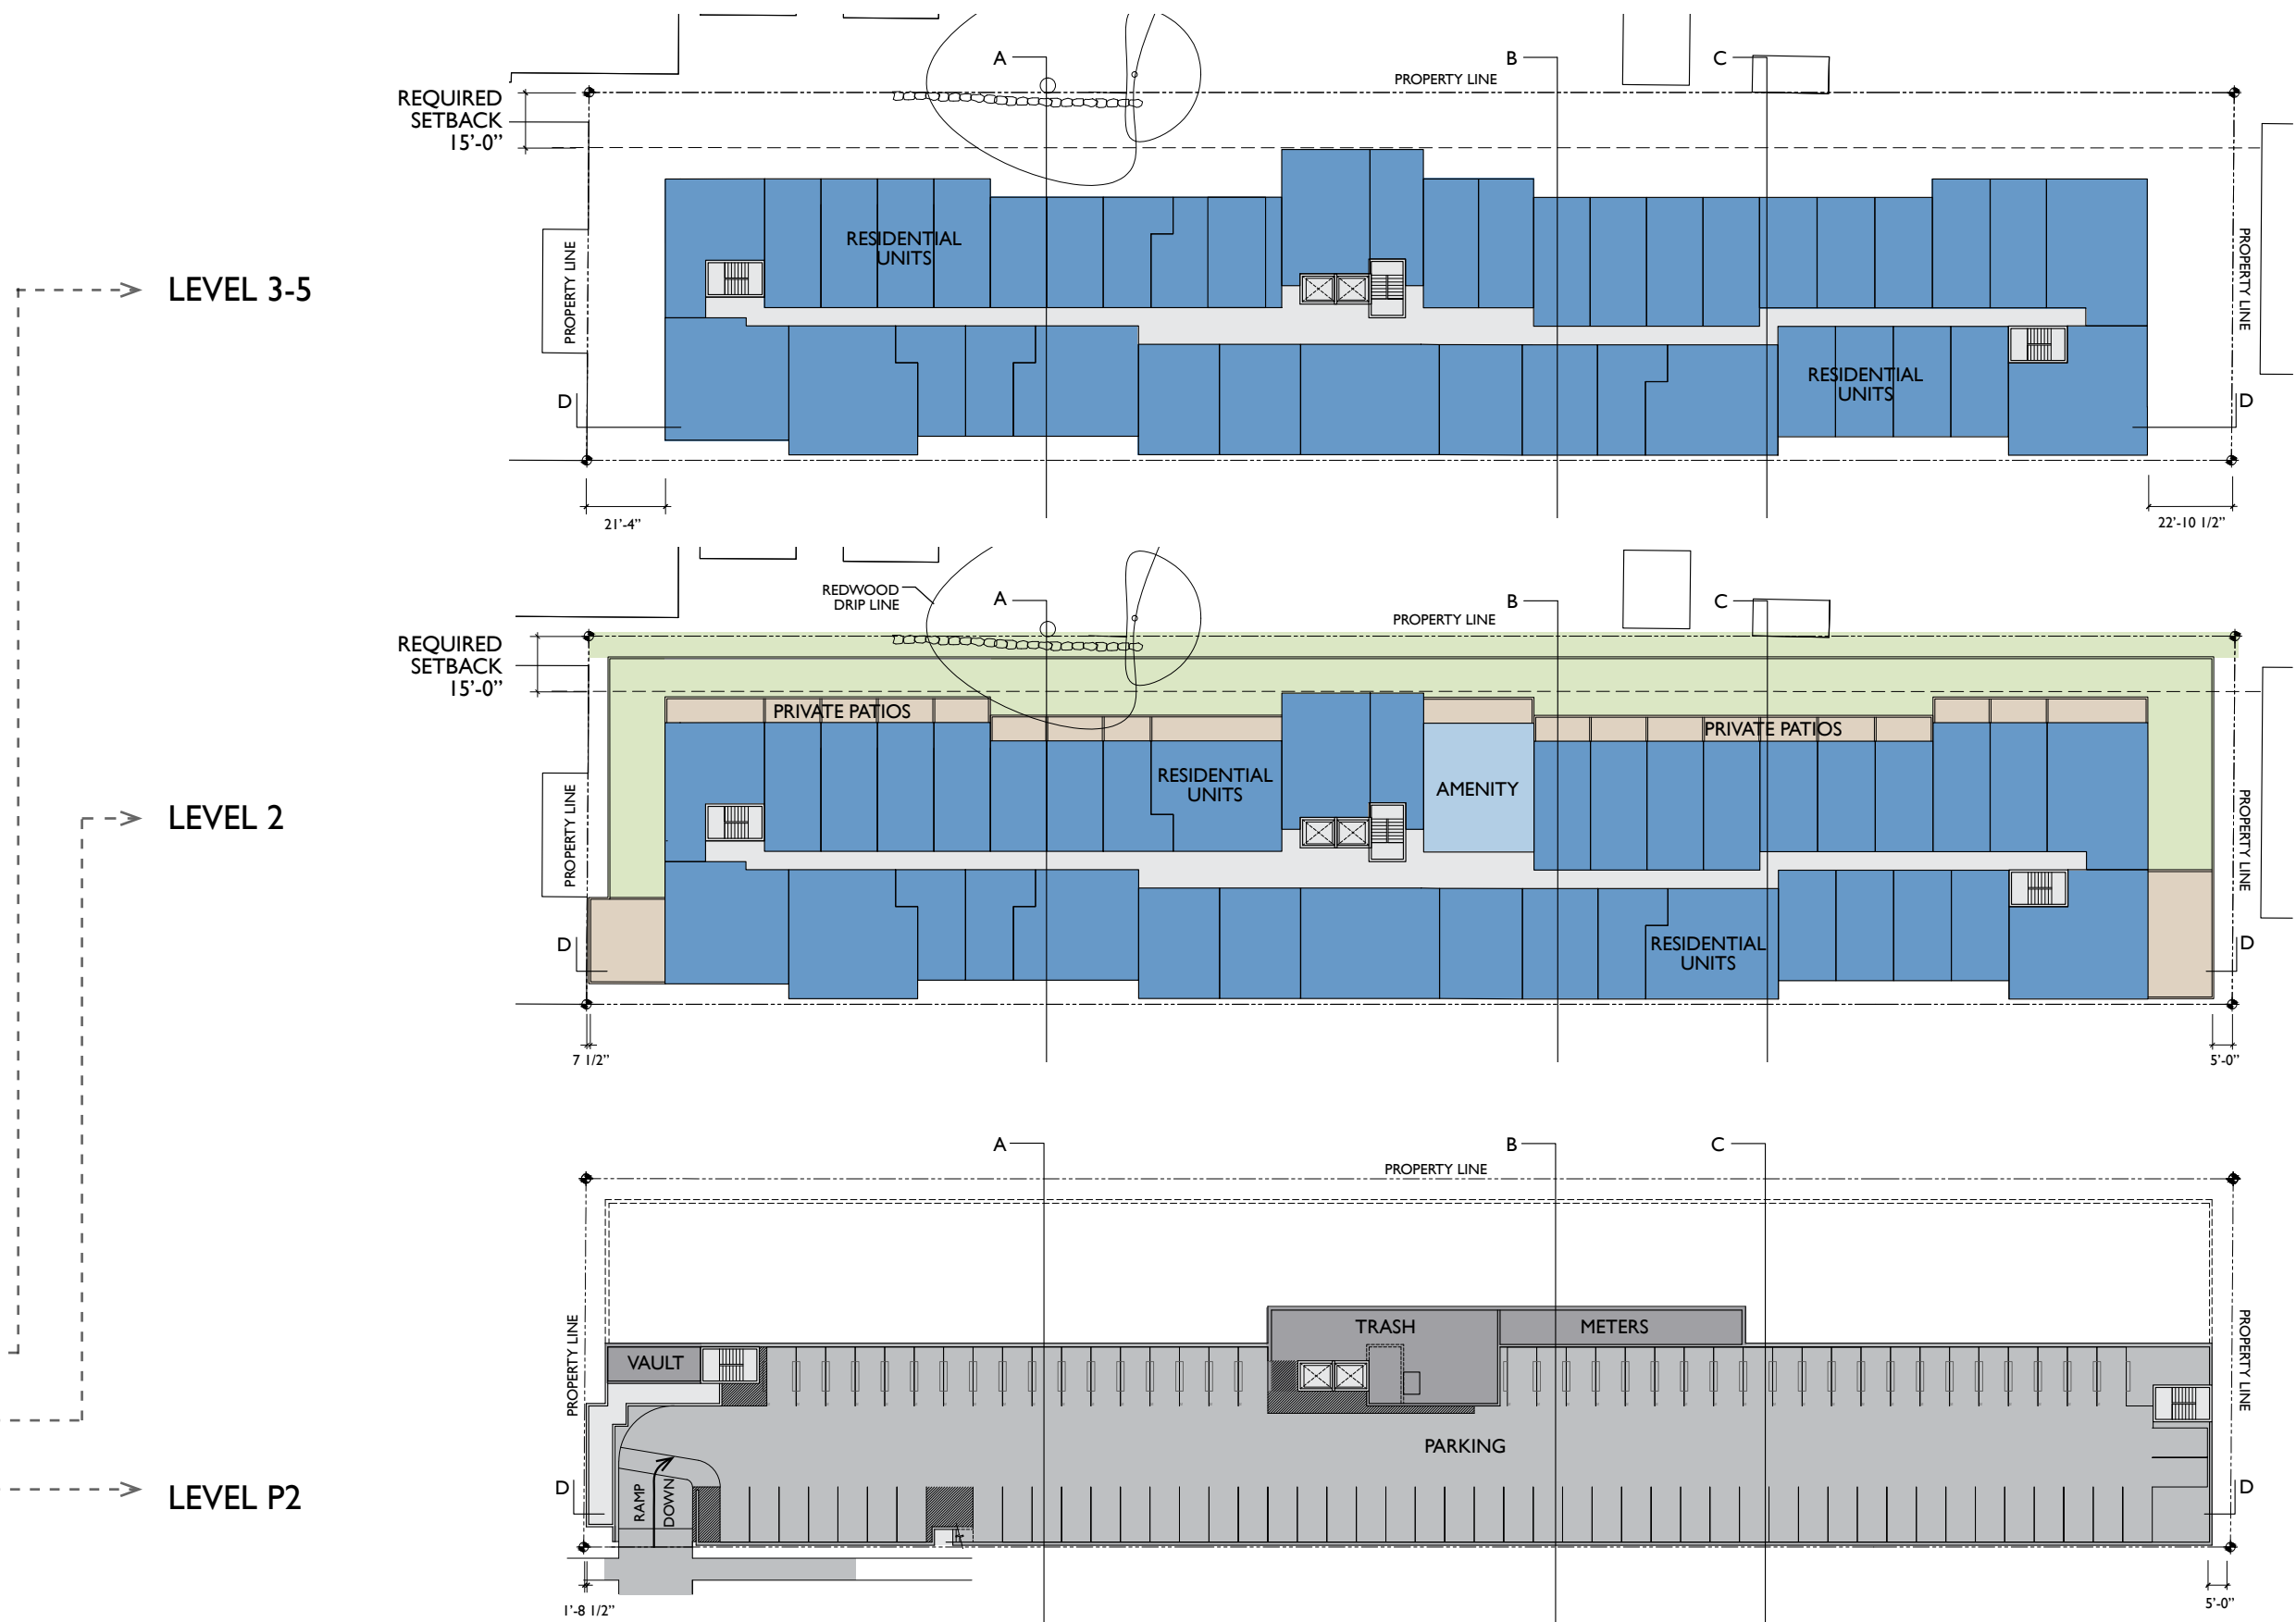 A
B
C
PROPERTY LINE
REQUIRED
SETBACK
15'-0"
RESIDENTIAL
UNITS
PROPERTY LINE
PROPERTY LINE
LEVEL 3-5
RESIDENTIAL
UNITS
D
D
21'-4"
22'-10 1/2"
REDWOOD
DRIP LINE
A
B
C
PROPERTY LINE
REQUIRED
SETBACK
15'-0"
PRIVATE PATIOS
PRIVATE PATIOS
RESIDENTIAL
UNITS
AMENITY
PROPERTY LINE
PROPERTY LINE
LEVEL 2
RESIDENTIAL
UNITS
D
D
7 1/2"
5'-0"
A
B
C
PROPERTY LINE
TRASH
METERS
VAULT
PROPERTY LINE
PROPERTY LINE
PARKING
LEVEL P2
RAMP
DOWN
D
D
1'-8 1/2"
5'-0"